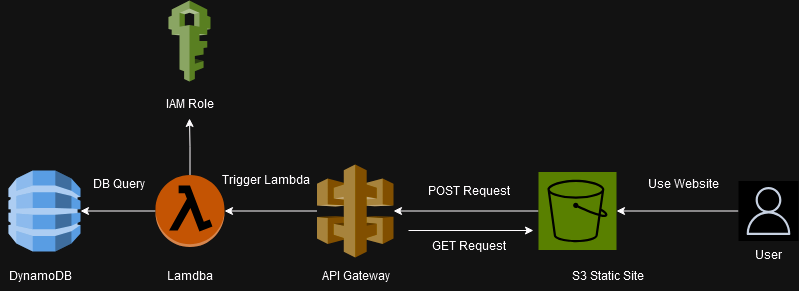 IAM Role
DB Query
Trigger Lambda
POST Request
Use Website
GET Request
DynamoDB
Lamdba
API Gateway
S3 Static Site
User